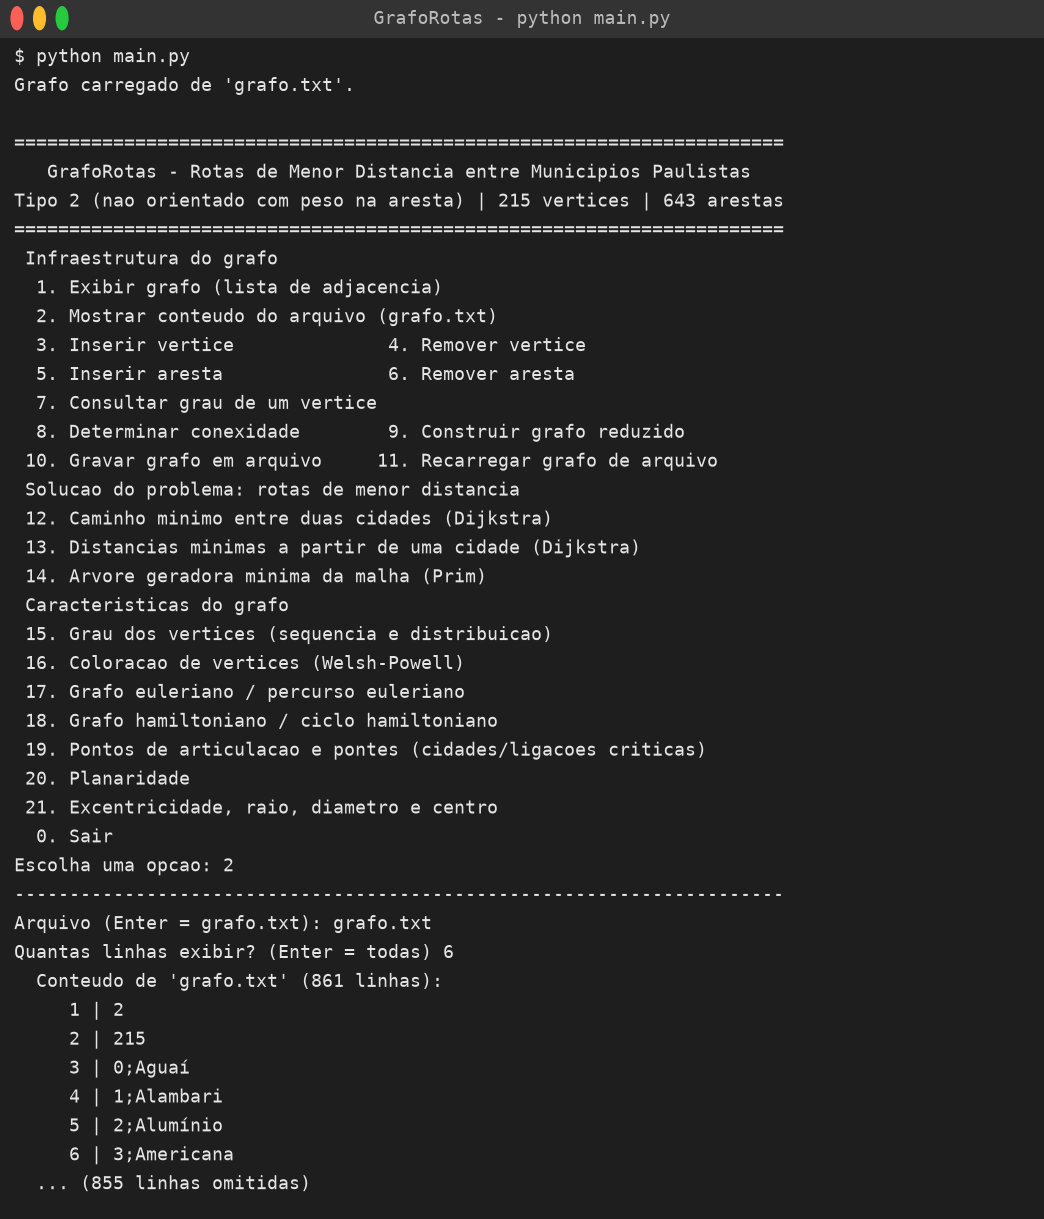 GrafoRotas - python main.py
$ python main.py
Grafo carregado de 'grafo.txt'.
======================================================================
   GrafoRotas - Rotas de Menor Distancia entre Municipios Paulistas
Tipo 2 (nao orientado com peso na aresta) | 215 vertices | 643 arestas
======================================================================
 Infraestrutura do grafo
  1. Exibir grafo (lista de adjacencia)
  2. Mostrar conteudo do arquivo (grafo.txt)
  3. Inserir vertice              4. Remover vertice
  5. Inserir aresta               6. Remover aresta
  7. Consultar grau de um vertice
  8. Determinar conexidade        9. Construir grafo reduzido
 10. Gravar grafo em arquivo     11. Recarregar grafo de arquivo
 Solucao do problema: rotas de menor distancia
 12. Caminho minimo entre duas cidades (Dijkstra)
 13. Distancias minimas a partir de uma cidade (Dijkstra)
 14. Arvore geradora minima da malha (Prim)
 Caracteristicas do grafo
 15. Grau dos vertices (sequencia e distribuicao)
 16. Coloracao de vertices (Welsh-Powell)
 17. Grafo euleriano / percurso euleriano
 18. Grafo hamiltoniano / ciclo hamiltoniano
 19. Pontos de articulacao e pontes (cidades/ligacoes criticas)
 20. Planaridade
 21. Excentricidade, raio, diametro e centro
  0. Sair
Escolha uma opcao: 2
----------------------------------------------------------------------
Arquivo (Enter = grafo.txt): grafo.txt
Quantas linhas exibir? (Enter = todas) 6
  Conteudo de 'grafo.txt' (861 linhas):
     1 | 2
     2 | 215
     3 | 0;Aguaí
     4 | 1;Alambari
     5 | 2;Alumínio
     6 | 3;Americana
  ... (855 linhas omitidas)